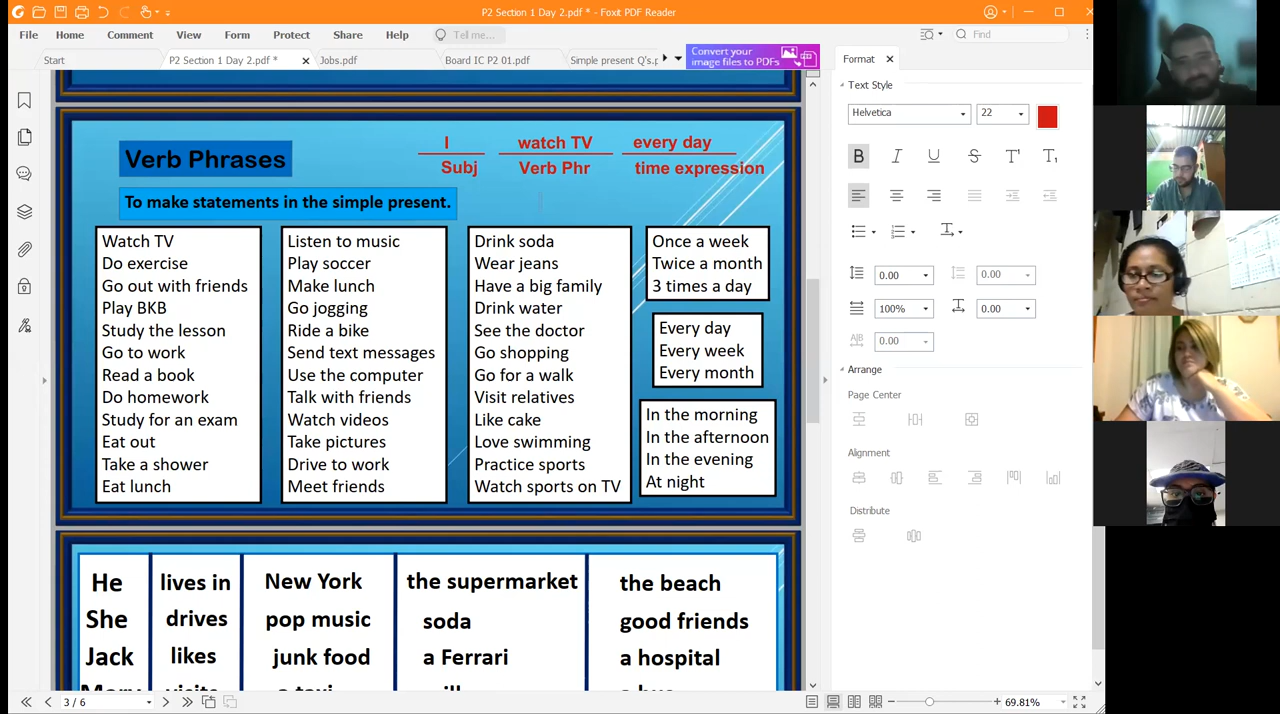 P2 Section 1 Day 2.pdf * - Foxit PDF Reader
File Home Comment View Form Protect Share Help Tell me... Find
Start P2 Section 1 Day 2.pdf * Jobs.pdf Board IC P2 01.pdf Simple present Q's.p
Convert your
image files to PDFs
Verb Phrases
I watch TV every day
Subj Verb Phr time expression
To make statements in the simple present.
Watch TV
Do exercise
Go out with friends
Play BKB
Study the lesson
Go to work
Read a book
Do homework
Study for an exam
Eat out
Take a shower
Eat lunch
Listen to music
Play soccer
Make lunch
Go jogging
Ride a bike
Send text messages
Use the computer
Talk with friends
Watch videos
Take pictures
Drive to work
Meet friends
Drink soda
Wear jeans
Have a big family
Drink water
See the doctor
Go shopping
Go for a walk
Visit relatives
Like cake
Love swimming
Practice sports
Watch sports on TV
Once a week
Twice a month
3 times a day
Every day
Every week
Every month
In the morning
In the afternoon
In the evening
At night
He lives in New York the supermarket the beach
She drives pop music soda good friends
Jack likes junk food a Ferrari a hospital
Format
Text Style
Helvetica 22
B I U S T T
0.00 0.00
100% 0.00
0.00
Arrange
Page Center
Alignment
Distribute
3 / 6 69.81%